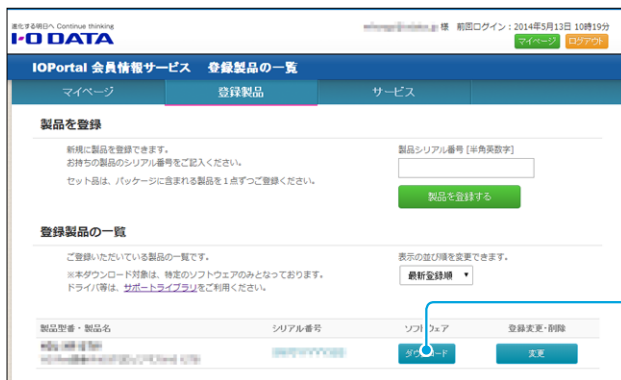 進化する明日へ Continue thinking
I-O DATA
様 前回ログイン：2014年5月13日 10時19分
マイページ ログアウト
IOPortal 会員情報サービス 登録製品の一覧
マイページ 登録製品 サービス
製品を登録
新規に製品を登録できます。
お持ちの製品のシリアル番号をご記入ください。
セット品は、パッケージに含まれる製品を１点ずつご登録ください。
製品シリアル番号 [半角英数字]
製品を登録する
登録製品の一覧
ご登録いただいている製品の一覧です。
※本ダウンロード対象は、特定のソフトウェアのみとなっております。
ドライバ等は、サポートライブラリをご利用ください。
表示の並び順を変更できます。
最新登録順 ▼
製品型番・製品名 シリアル番号 ソフトウェア 登録変更・削除
ダウンロード 変更